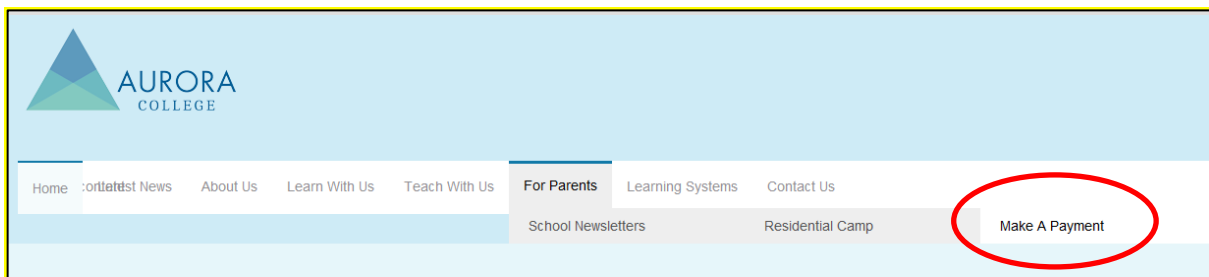 AURORA
COLLEGE
Home Latest News About Us Learn With Us Teach With Us For Parents Learning Systems Contact Us
School Newsletters Residential Camp Make A Payment